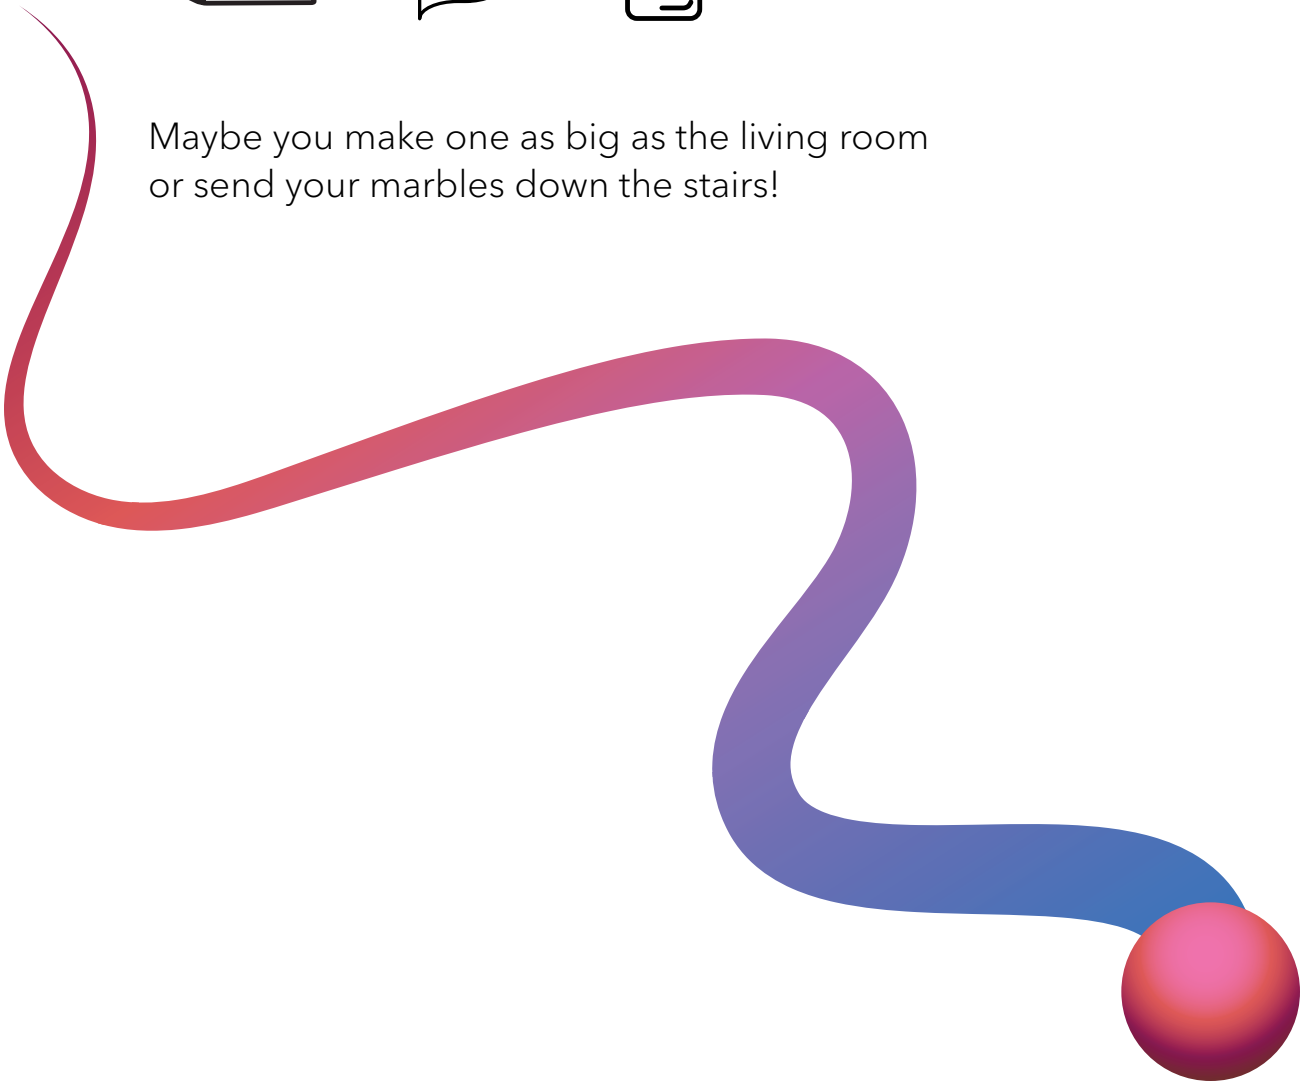 Maybe you make one as big as the living room
or send your marbles down the stairs!